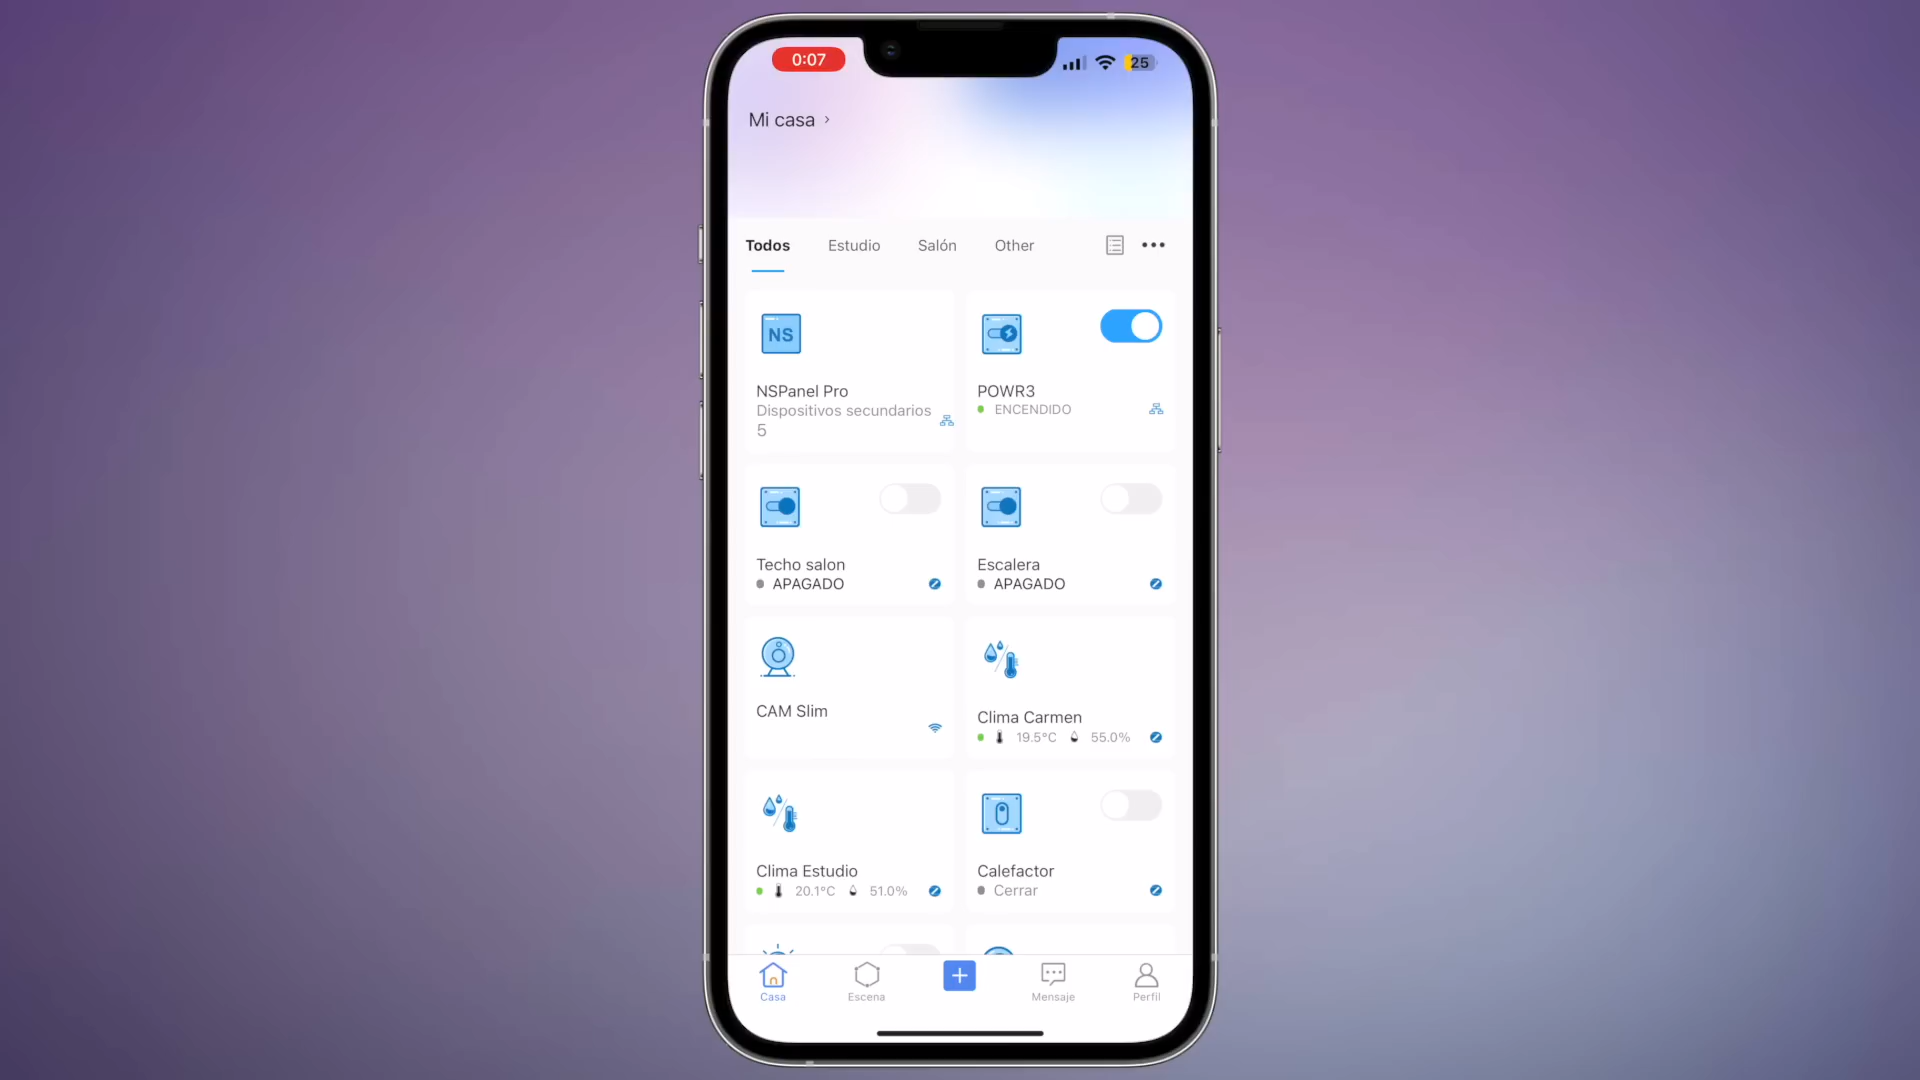 0:07
25
Mi casa
Todos Estudio Salón Other
NS
NSPanel Pro
Dispositivos secundarios
5
POWR3
ENCENDIDO
Techo salon
APAGADO
Escalera
APAGADO
CAM Slim
Clima Carmen
19.5°C 55.0%
Clima Estudio
20.1°C 51.0%
Calefactor
Cerrar
Casa Escena Mensaje Perfil